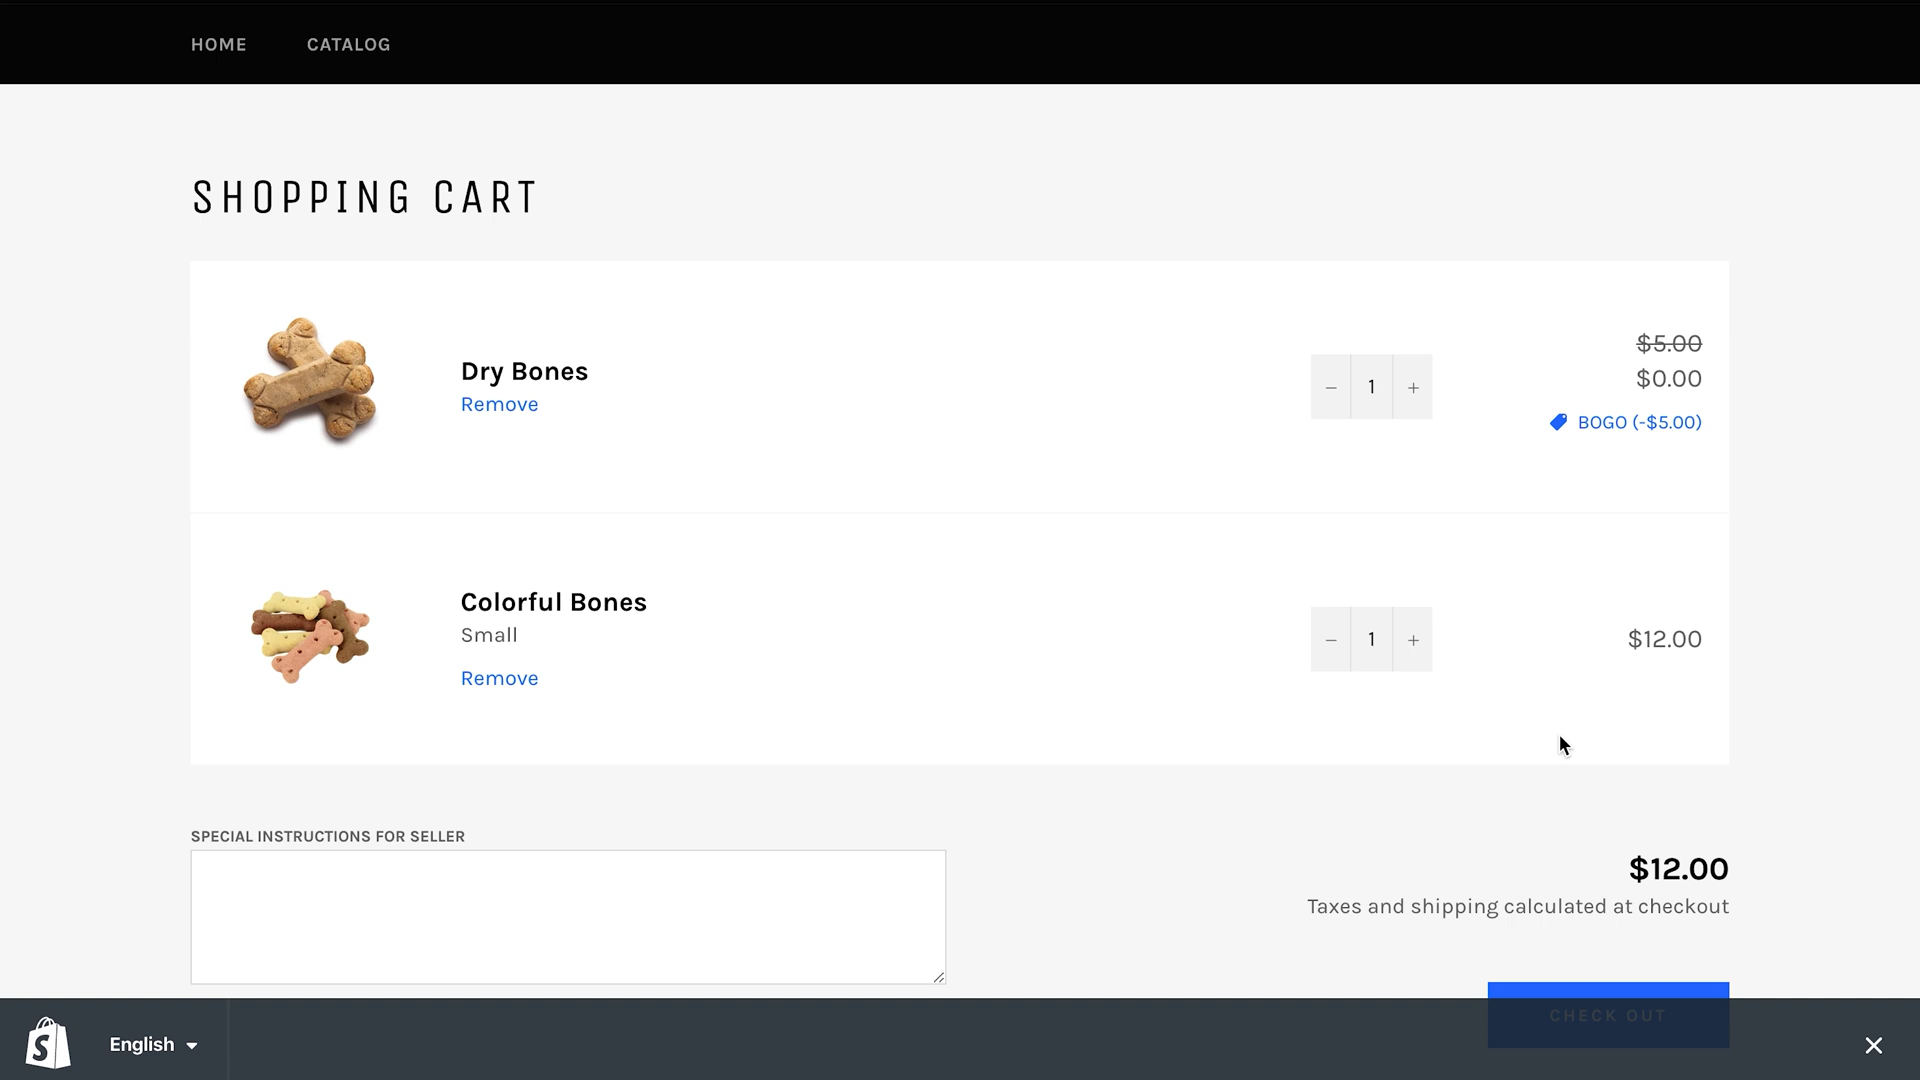 HOME CATALOG
SHOPPING CART
Dry Bones
Remove
− 1 +
$5.00
$0.00
BOGO (-$5.00)
Colorful Bones
Small
Remove
− 1 +
$12.00
SPECIAL INSTRUCTIONS FOR SELLER
$12.00
Taxes and shipping calculated at checkout
CHECK OUT
S English